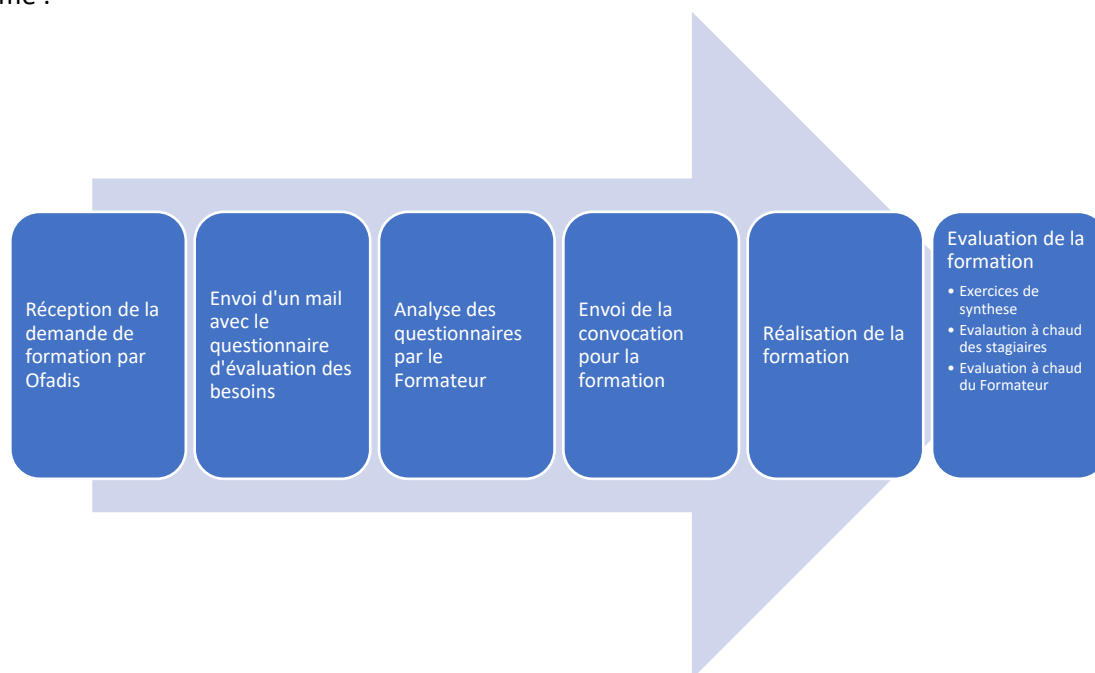 Réception de la
demande de
formation par
Ofadis
Envoi d'un mail
avec le
questionnaire
d'évaluation des
besoins
Analyse des
questionnaires
par le
Formateur
Envoi de la
convocation
pour la
formation
Réalisation de la
formation
Evaluation de la
formation
• Exercices de
synthese
• Evalaution à chaud
des stagiaires
• Evaluation à chaud
du Formateur